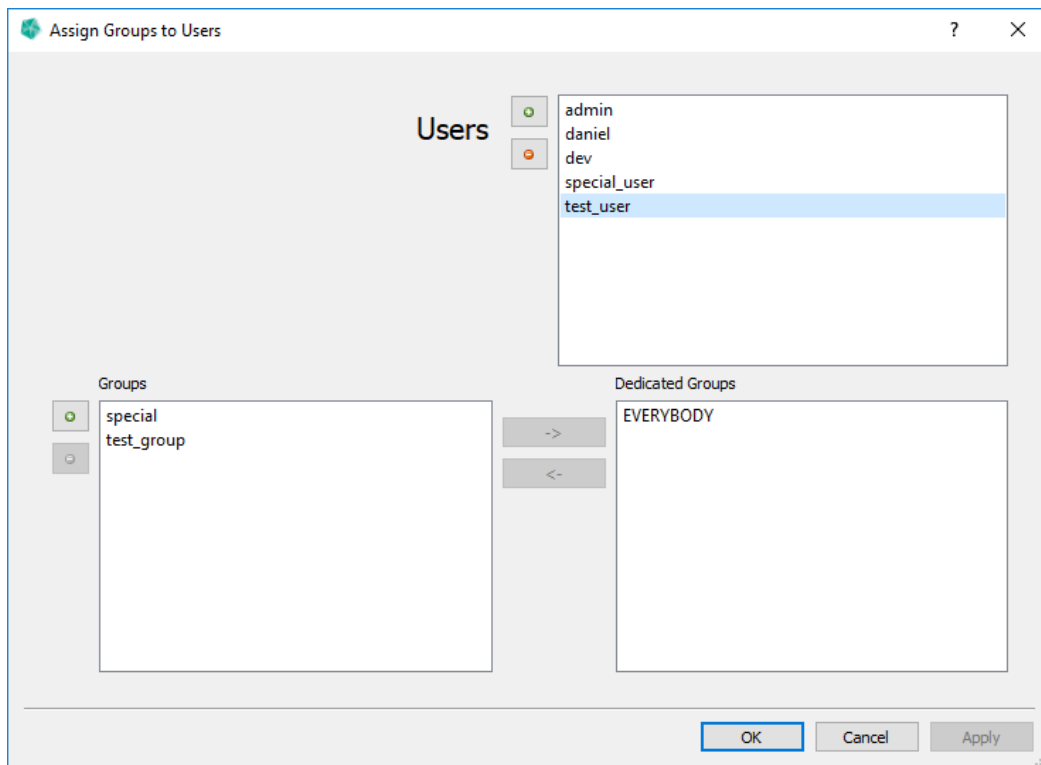 Assign Groups to Users
?
Users
admin
daniel
dev
special_user
test_user
Groups
Dedicated Groups
special
test_group
->
<-
EVERYBODY
OK
Cancel
Apply